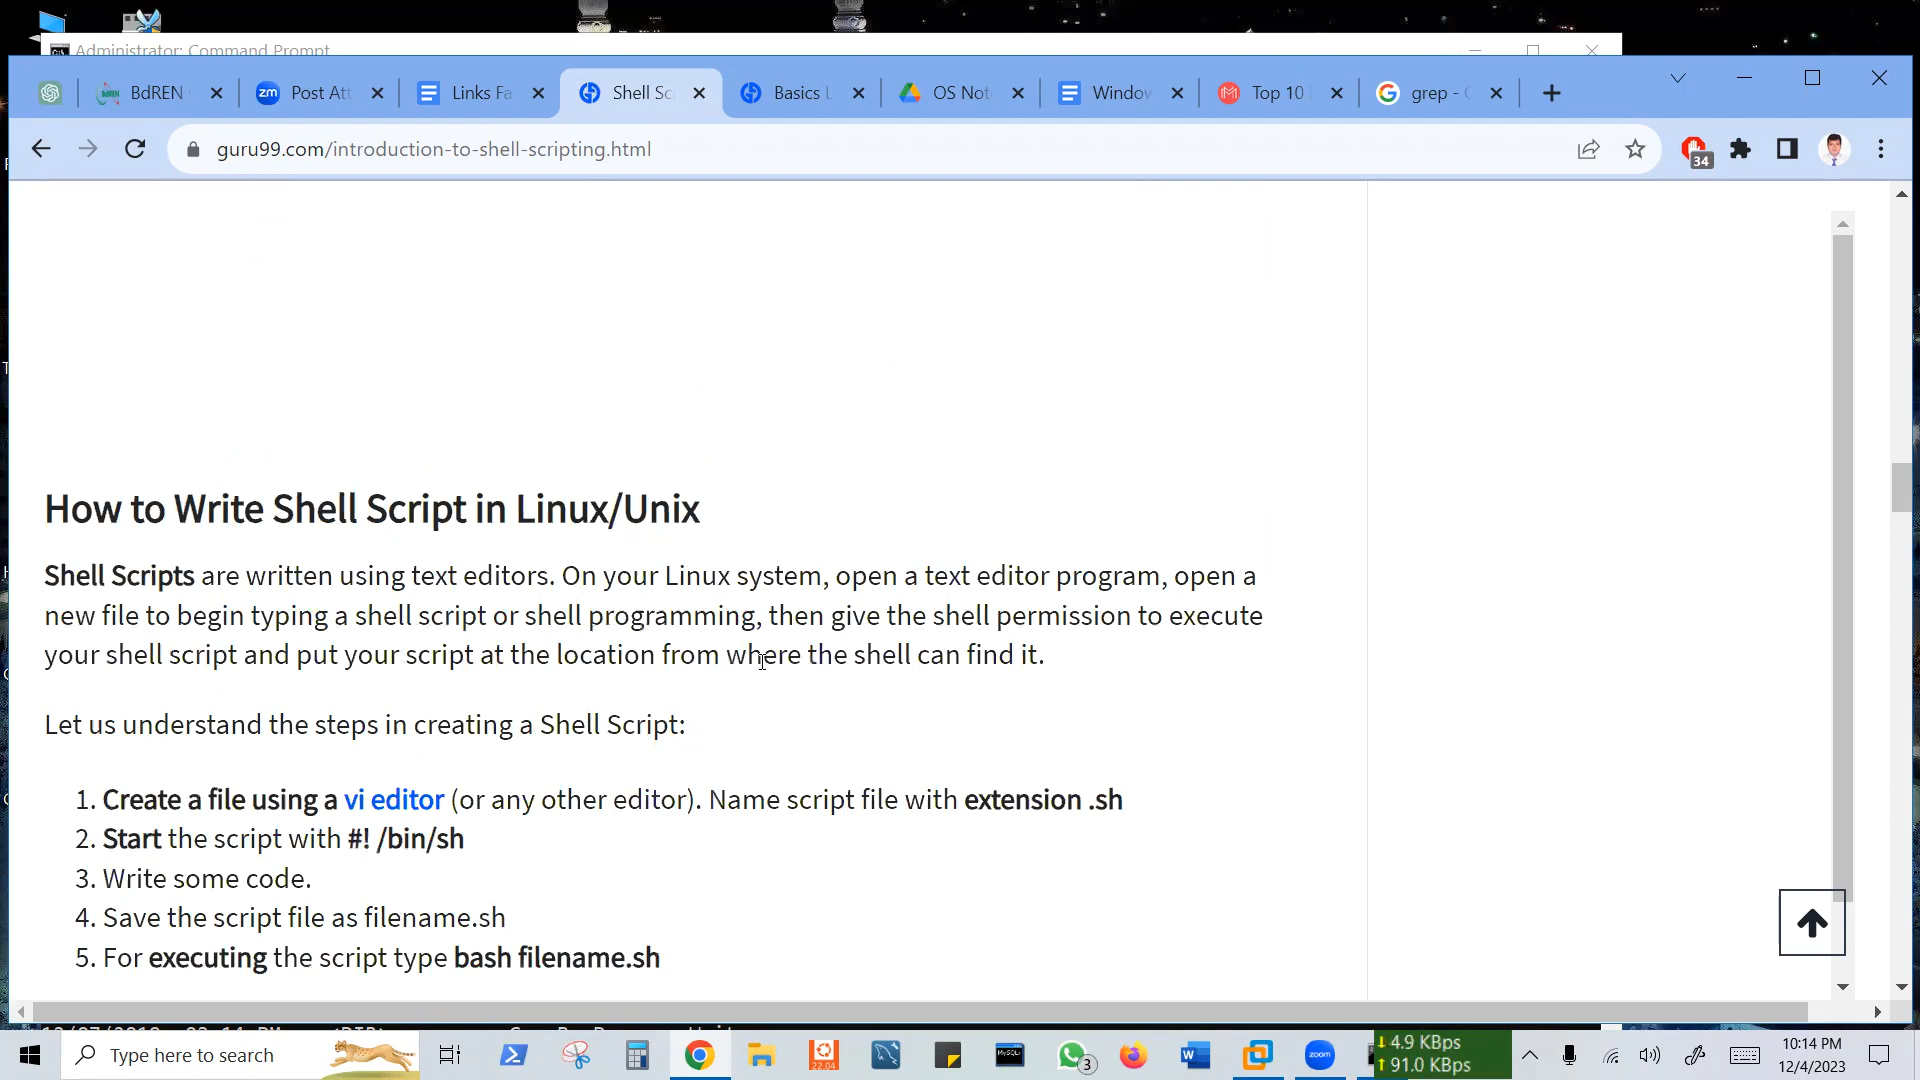 Administrator: Command Prompt
BdREN
zm Post Att
Links Fa
Shell Sc
Basics L
OS Not
Window
Top 10
grep -
guru99.com/introduction-to-shell-scripting.html
34
How to Write Shell Script in Linux/Unix
Shell Scripts are written using text editors. On your Linux system, open a text editor program, open a
new file to begin typing a shell script or shell programming, then give the shell permission to execute
your shell script and put your script at the location from where the shell can find it.
Let us understand the steps in creating a Shell Script:
1. Create a file using a vi editor (or any other editor). Name script file with extension .sh
2. Start the script with #! /bin/sh
3. Write some code.
4. Save the script file as filename.sh
5. For executing the script type bash filename.sh
Type here to search
22.04
MySQL
3
zoom
4.9 KBps
91.0 KBps
10:14 PM
12/4/2023